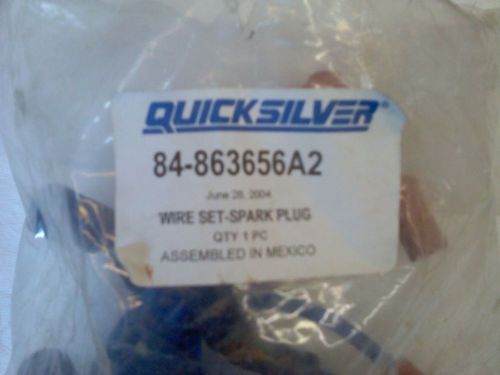 QUICKSILVER®
84-863656A2
June 28, 2004
WIRE SET-SPARK PLUG
QTY 1 PC
ASSEMBLED IN MEXICO